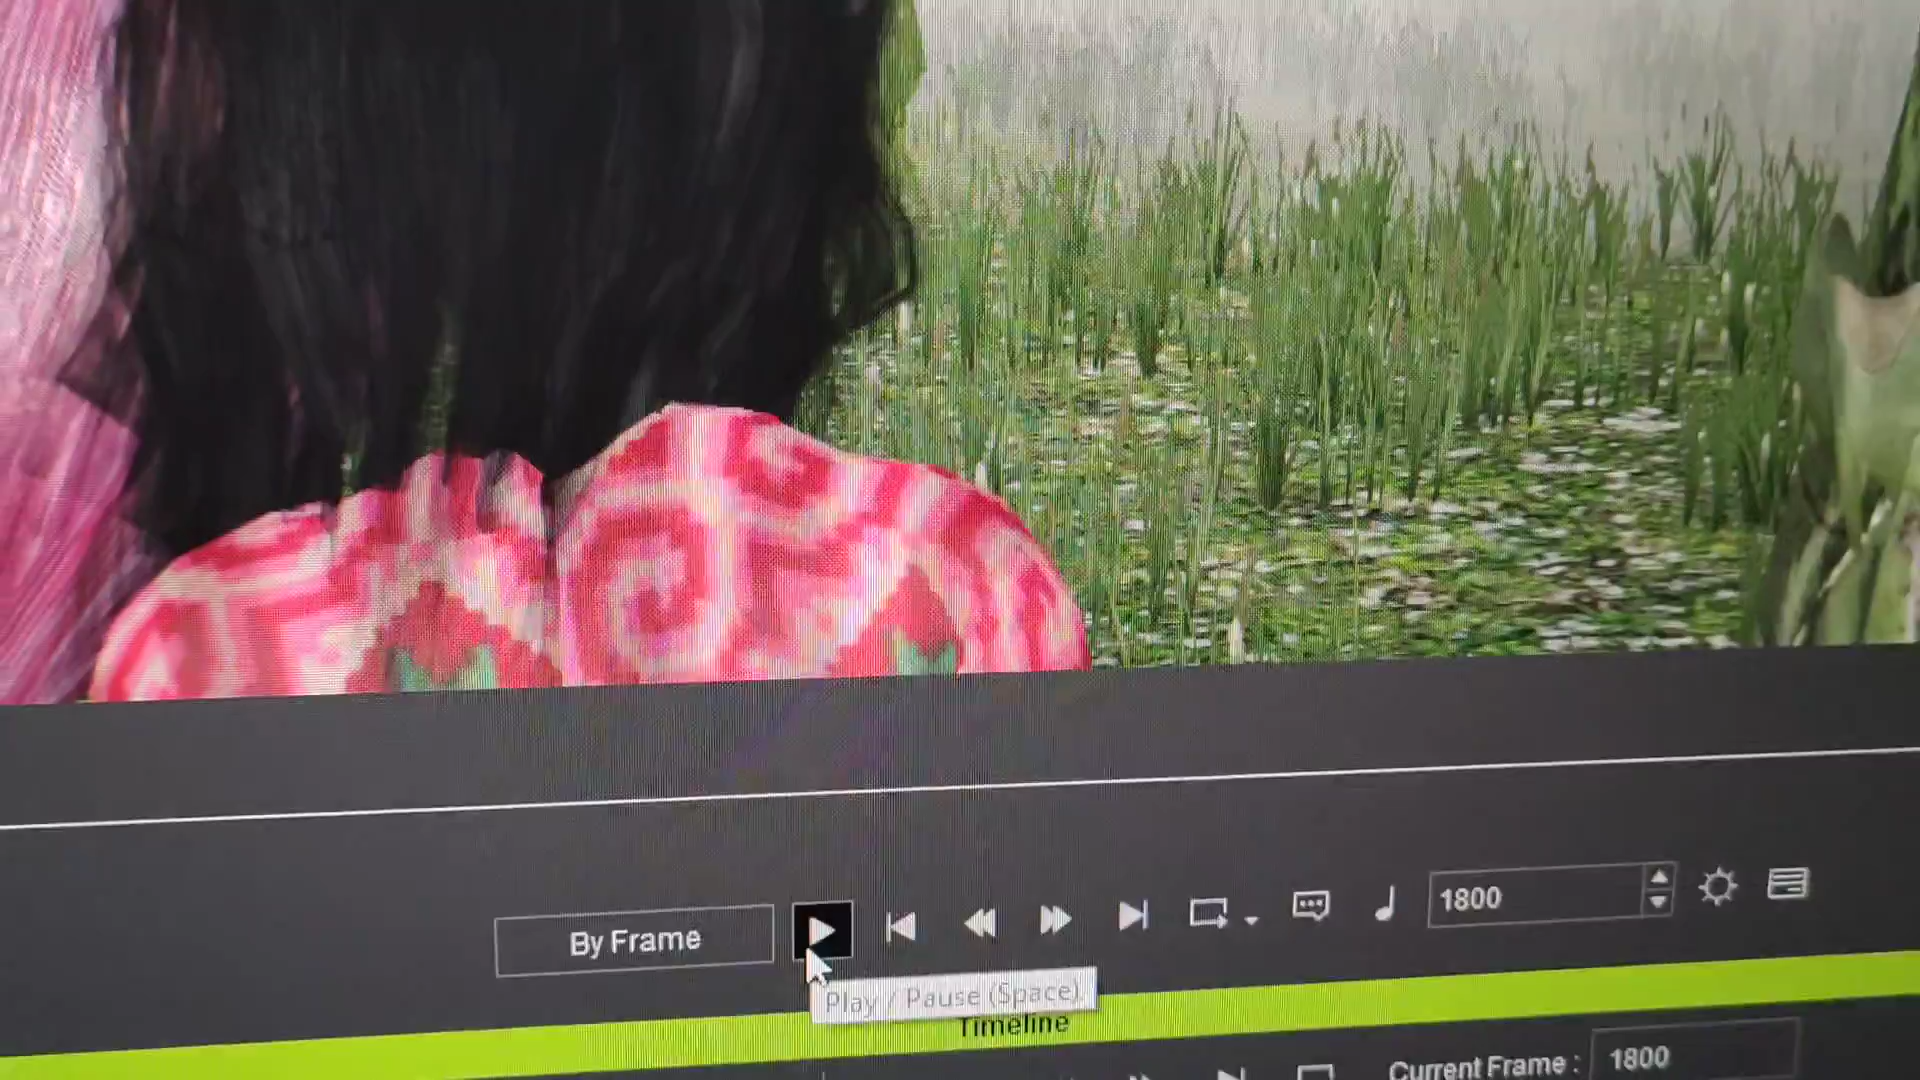 By Frame
1800
Play / Pause (Space)
Timeline
Current Frame :
1800